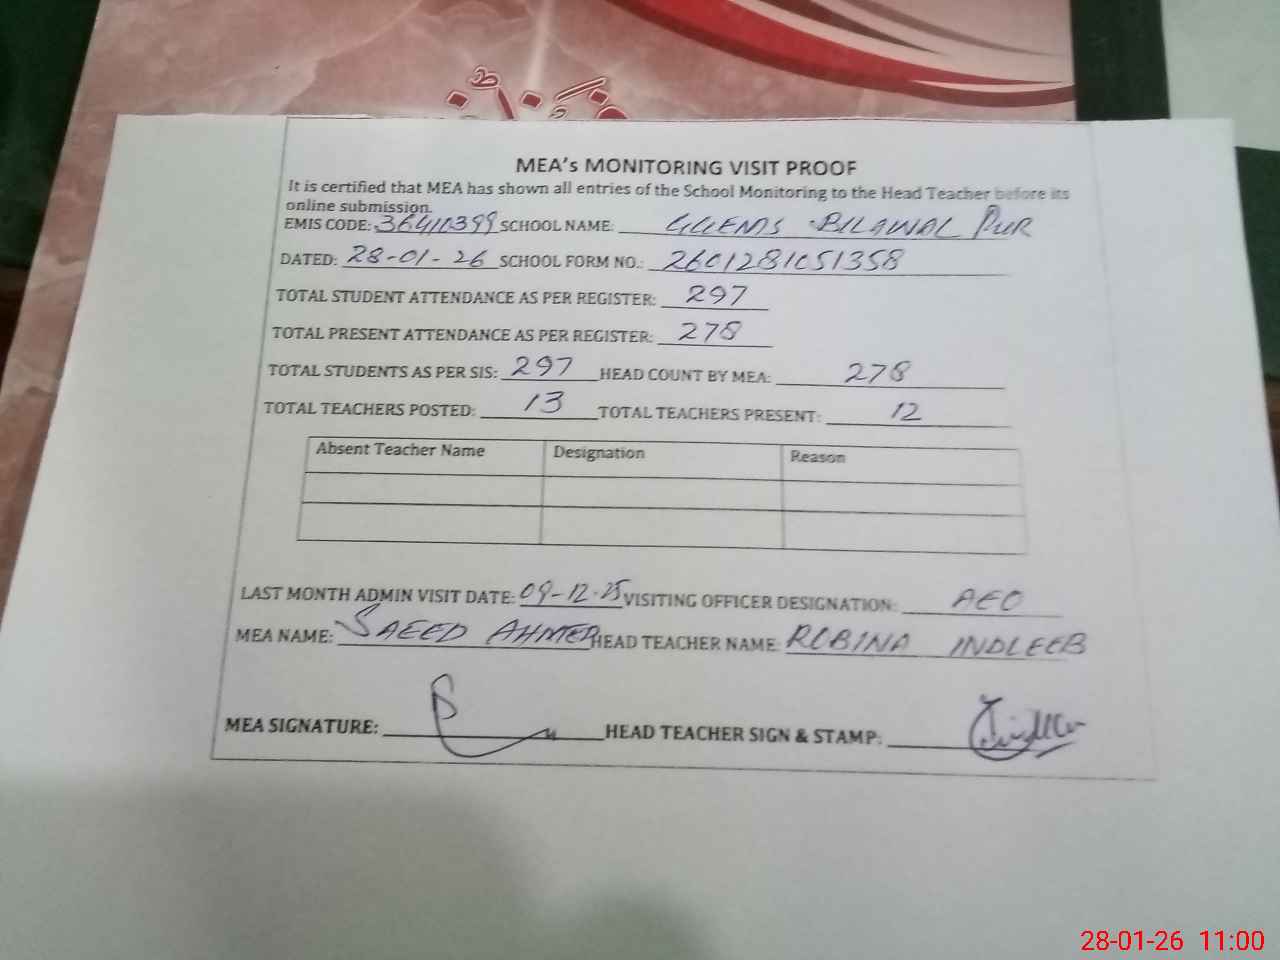 MEA's MONITORING VISIT PROOF
It is certified that MEA has shown all entries of the School Monitoring to the Head Teacher before its
online submission.
EMIS CODE: 36410399 SCHOOL NAME: GGEMS BILAWAL PUR
DATED: 28-01-26 SCHOOL FORM NO.: 2601281051358
TOTAL STUDENT ATTENDANCE AS PER REGISTER: 297
TOTAL PRESENT ATTENDANCE AS PER REGISTER: 278
TOTAL STUDENTS AS PER SIS: 297 HEAD COUNT BY MEA: 278
TOTAL TEACHERS POSTED: 13 TOTAL TEACHERS PRESENT: 12
Absent Teacher Name Designation Reason
LAST MONTH ADMIN VISIT DATE: 09-12-25 VISITING OFFICER DESIGNATION: AEO
MEA NAME: SAEED AHMED HEAD TEACHER NAME: ROBINA INDLEEB
MEA SIGNATURE: HEAD TEACHER SIGN & STAMP:
28-01-26 11:00